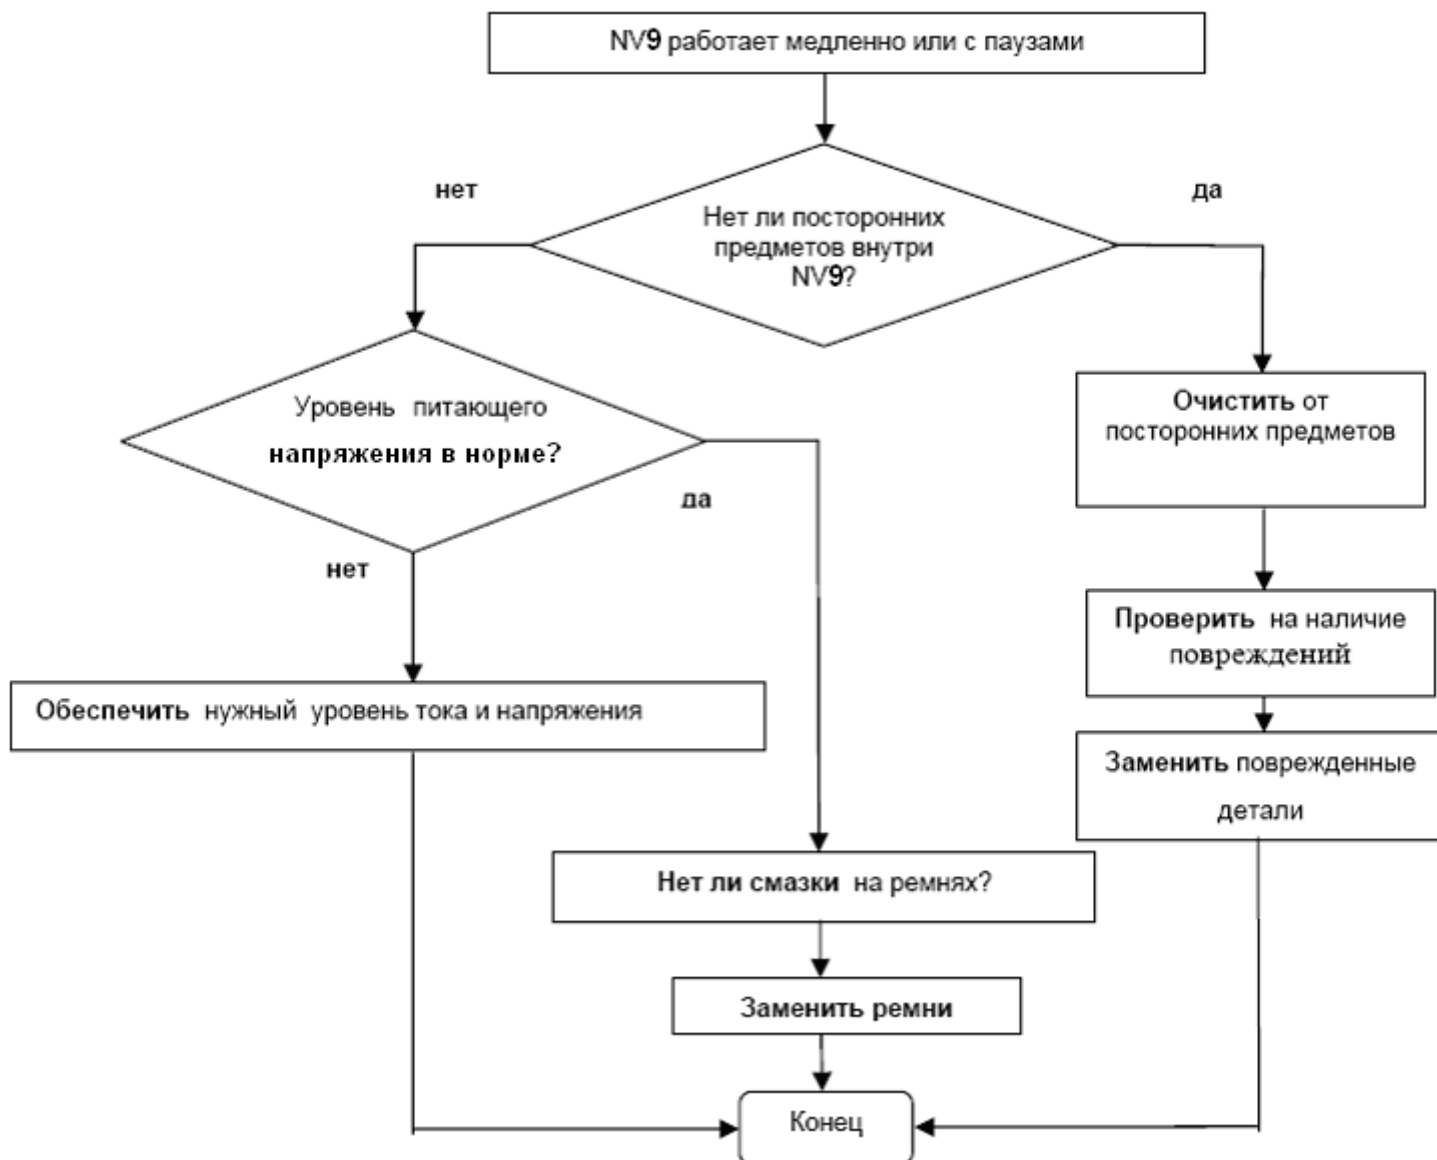 NV9 работает медленно или с паузами
нет
да
Нет ли посторонних
предметов внутри
NV9?
Уровень питающего
напряжения в норме?
да
нет
Очистить от
посторонних предметов
Проверить на наличие
повреждений
Обеспечить нужный уровень тока и напряжения
Заменить поврежденные
детали
Нет ли смазки на ремнях?
Заменить ремни
Конец